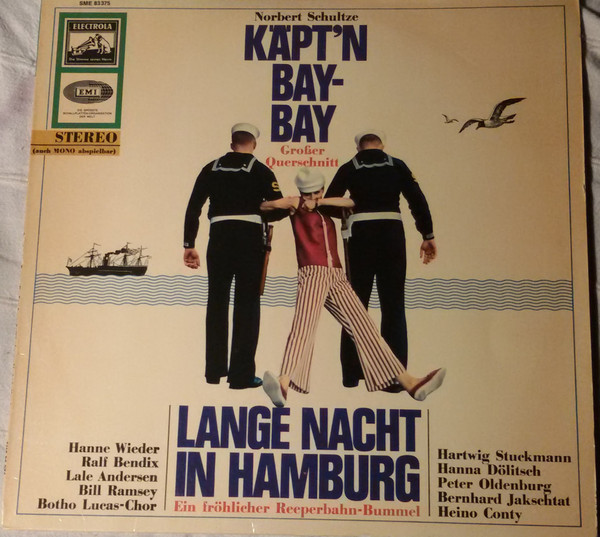 SME 83 375
ELECTROLA
EMI
STEREO
(auch MONO abspielbar)
Norbert Schultze
KÄPT'N
BAY-
BAY
Großer
Querschnitt
LANGE NACHT
IN HAMBURG
Ein fröhlicher Reeperbahn-Bummel
Hanne Wieder
Ralf Bendix
Lale Andersen
Bill Ramsey
Botho Lucas-Chor
Hartwig Stuckmann
Hanna Dölitsch
Peter Oldenburg
Bernhard Jakschtat
Heino Conty